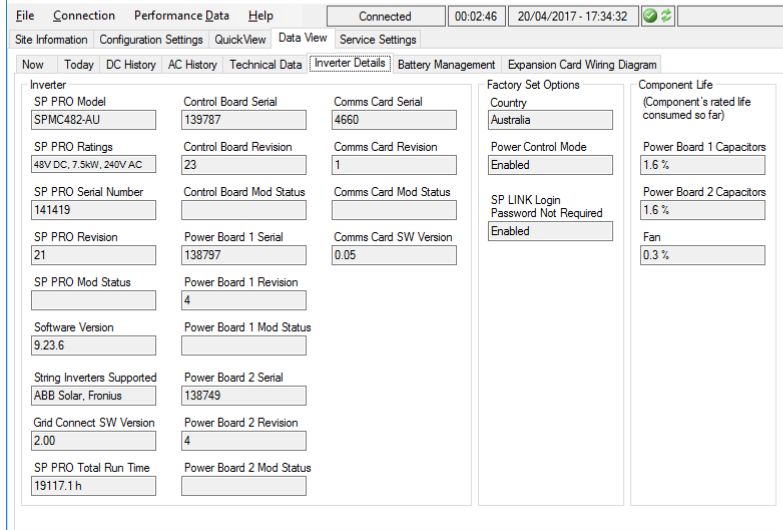 File Connection Performance Data Help Connected 00:02:46 20/04/2017 - 17:34:32
Site Information Configuration Settings QuickView Data View Service Settings
Now Today DC History AC History Technical Data Inverter Details Battery Management Expansion Card Wiring Diagram
Inverter
SP PRO Model Control Board Serial Comms Card Serial
SPMC482-AU 139787 4660
SP PRO Ratings Control Board Revision Comms Card Revision
48V DC, 7.5kW, 240V AC 23 1
SP PRO Serial Number Control Board Mod Status Comms Card Mod Status
141419
SP PRO Revision Power Board 1 Serial Comms Card SW Version
21 138797 0.05
SP PRO Mod Status Power Board 1 Revision
4
Software Version Power Board 1 Mod Status
9.23.6
String Inverters Supported Power Board 2 Serial
ABB Solar, Fronius 138749
Grid Connect SW Version Power Board 2 Revision
2.00 4
SP PRO Total Run Time Power Board 2 Mod Status
19117.1 h
Factory Set Options
Country
Australia
Power Control Mode
Enabled
SP LINK Login
Password Not Required
Enabled
Component Life
(Component's rated life
consumed so far)
Power Board 1 Capacitors
1.6 %
Power Board 2 Capacitors
1.6 %
Fan
0.3 %